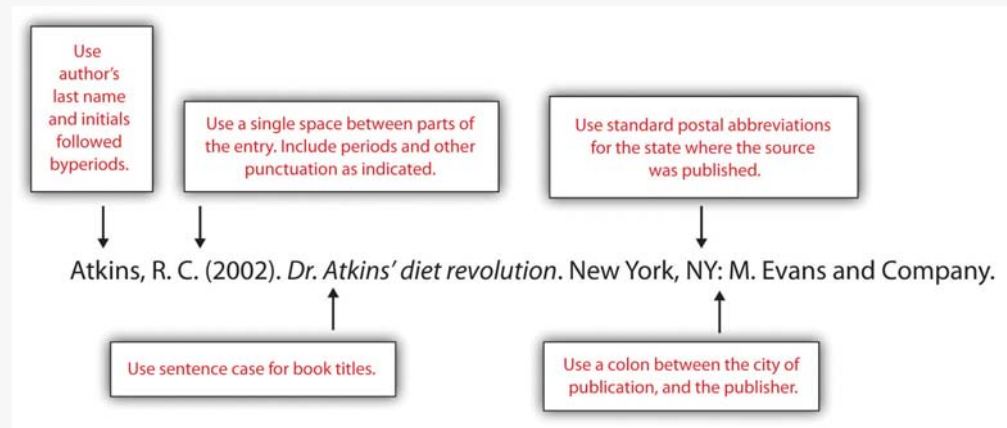 Use
author's
last name
and initials
followed
byperiods.
Use a single space between parts of
the entry. Include periods and other
punctuation as indicated.
Use standard postal abbreviations
for the state where the source
was published.
Atkins, R. C. (2002). Dr. Atkins' diet revolution. New York, NY: M. Evans and Company.
Use sentence case for book titles.
Use a colon between the city of
publication, and the publisher.